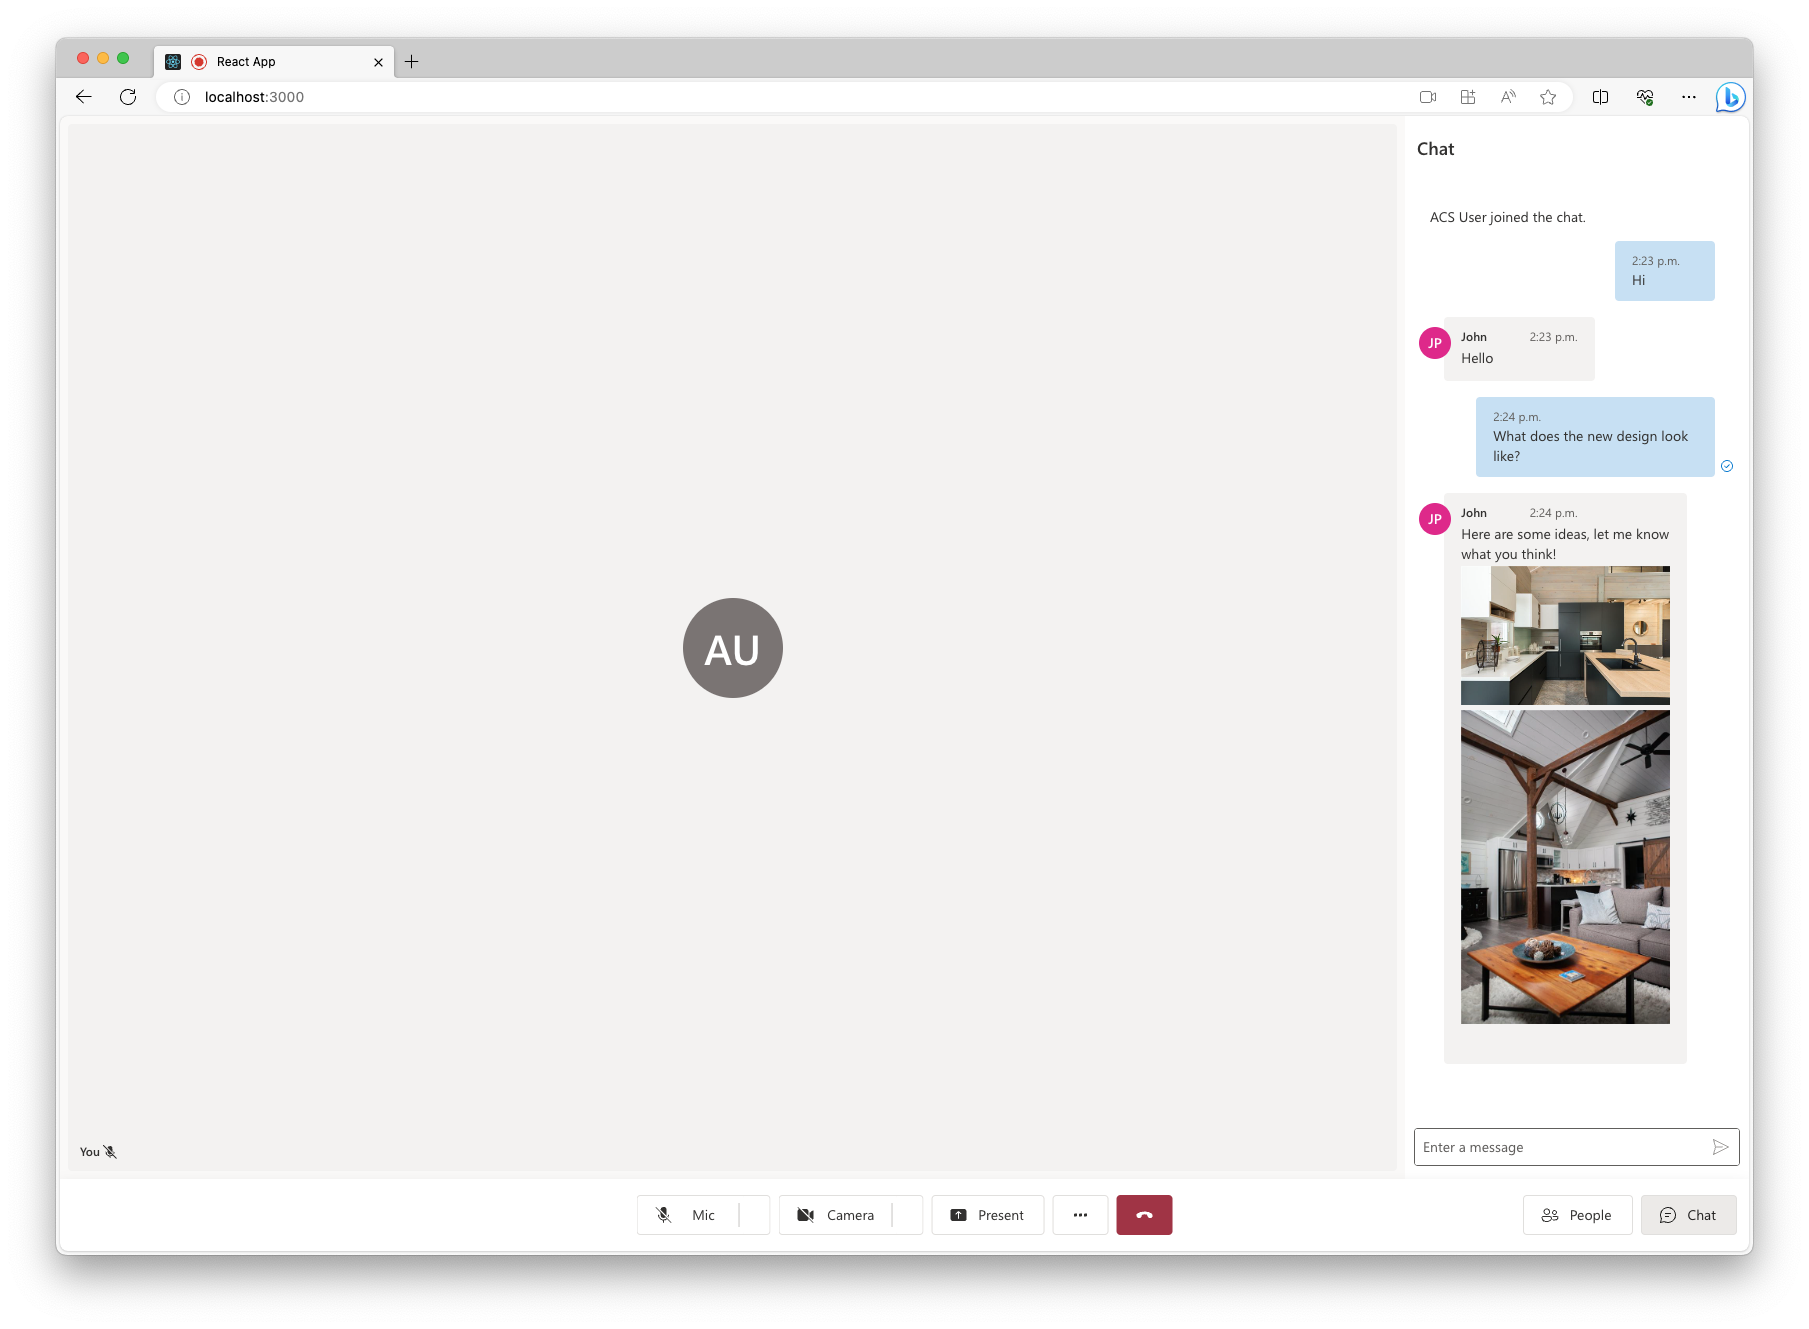 React App
localhost:3000
Chat
ACS User joined the chat.
2:23 p.m.
Hi
JP
John 2:23 p.m.
Hello
2:24 p.m.
What does the new design look
like?
JP
John 2:24 p.m.
Here are some ideas, let me know
what you think!
AU
You
Enter a message
Mic
Camera
Present
People
Chat